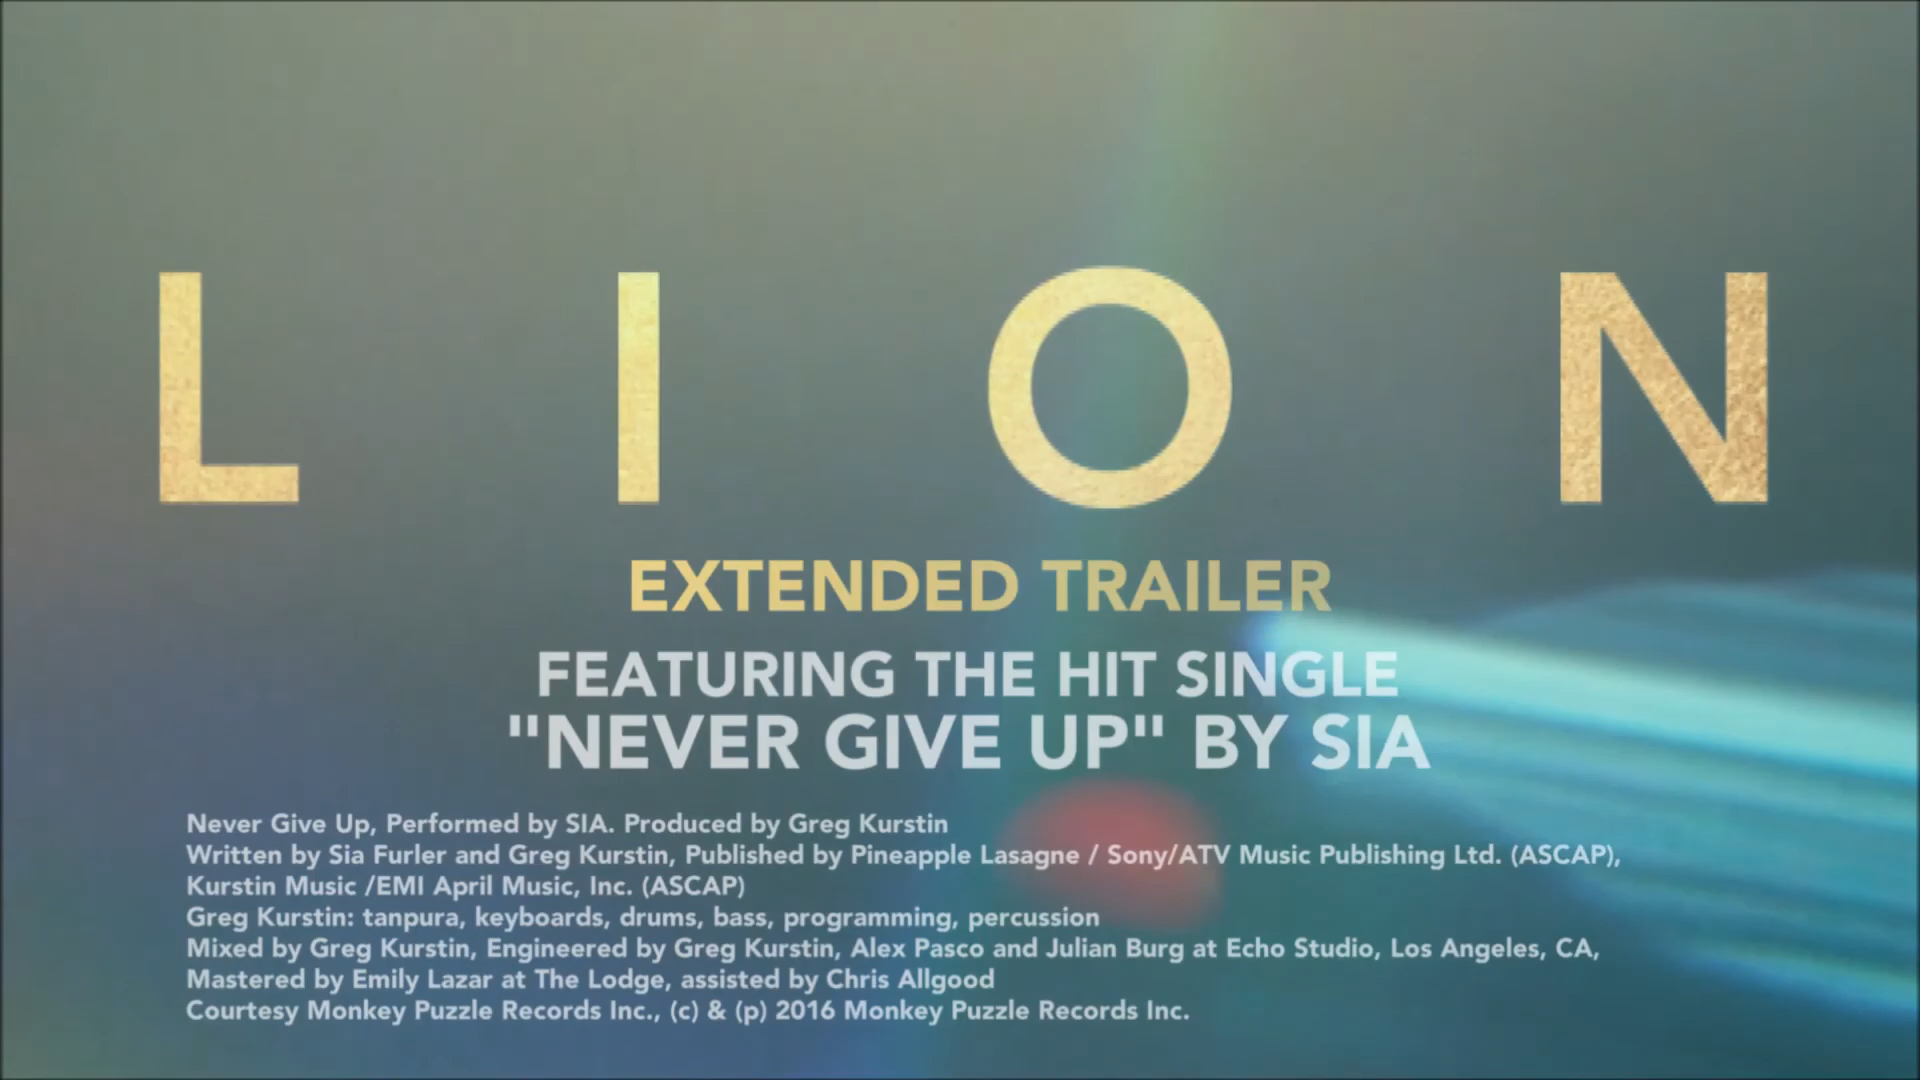 LION
EXTENDED TRAILER
FEATURING THE HIT SINGLE
"NEVER GIVE UP" BY SIA
Never Give Up, Performed by SIA. Produced by Greg Kurstin
Written by Sia Furler and Greg Kurstin, Published by Pineapple Lasagne / Sony/ATV Music Publishing Ltd. (ASCAP),
Kurstin Music /EMI April Music, Inc. (ASCAP)
Greg Kurstin: tanpura, keyboards, drums, bass, programming, percussion
Mixed by Greg Kurstin, Engineered by Greg Kurstin, Alex Pasco and Julian Burg at Echo Studio, Los Angeles, CA,
Mastered by Emily Lazar at The Lodge, assisted by Chris Allgood
Courtesy Monkey Puzzle Records Inc., (c) & (p) 2016 Monkey Puzzle Records Inc.